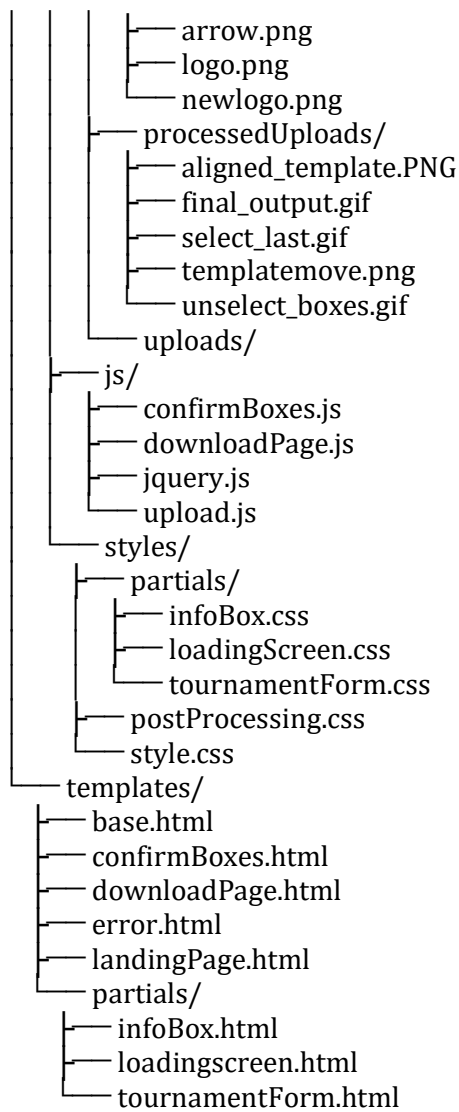 arrow.png
logo.png
newlogo.png
processedUploads/
aligned_template.PNG
final_output.gif
select_last.gif
templatemove.png
unselect_boxes.gif
uploads/
js/
confirmBoxes.js
downloadPage.js
jquery.js
upload.js
styles/
partials/
infoBox.css
loadingScreen.css
tournamentForm.css
postProcessing.css
style.css
templates/
base.html
confirmBoxes.html
downloadPage.html
error.html
landingPage.html
partials/
infoBox.html
loadingscreen.html
tournamentForm.html